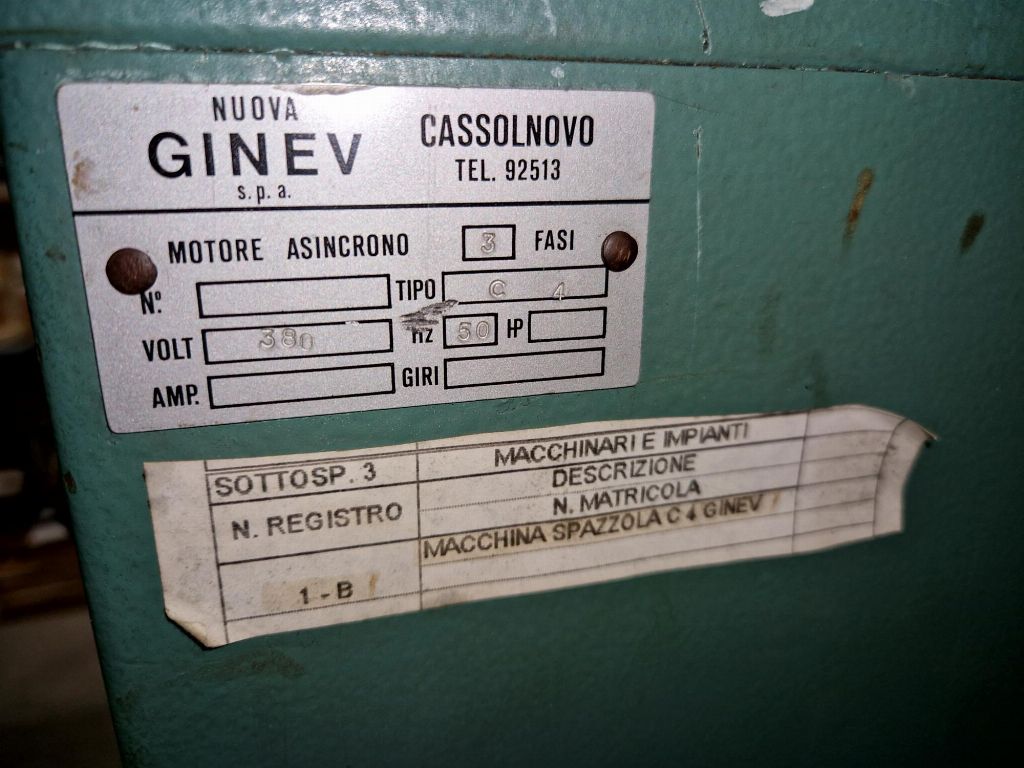 NUOVA
GINEV
s.p.a.
CASSOLNOVO
TEL. 92513
MOTORE ASINCRONO 3 FASI
N° TIPO C 4
VOLT 380 Hz 50 HP
AMP. GIRI
SOTTOSP. 3 MACCHINARI E IMPIANTI
N. REGISTRO DESCRIZIONE
N. MATRICOLA
MACCHINA SPAZZOLA C 4 GINEV
1 - B